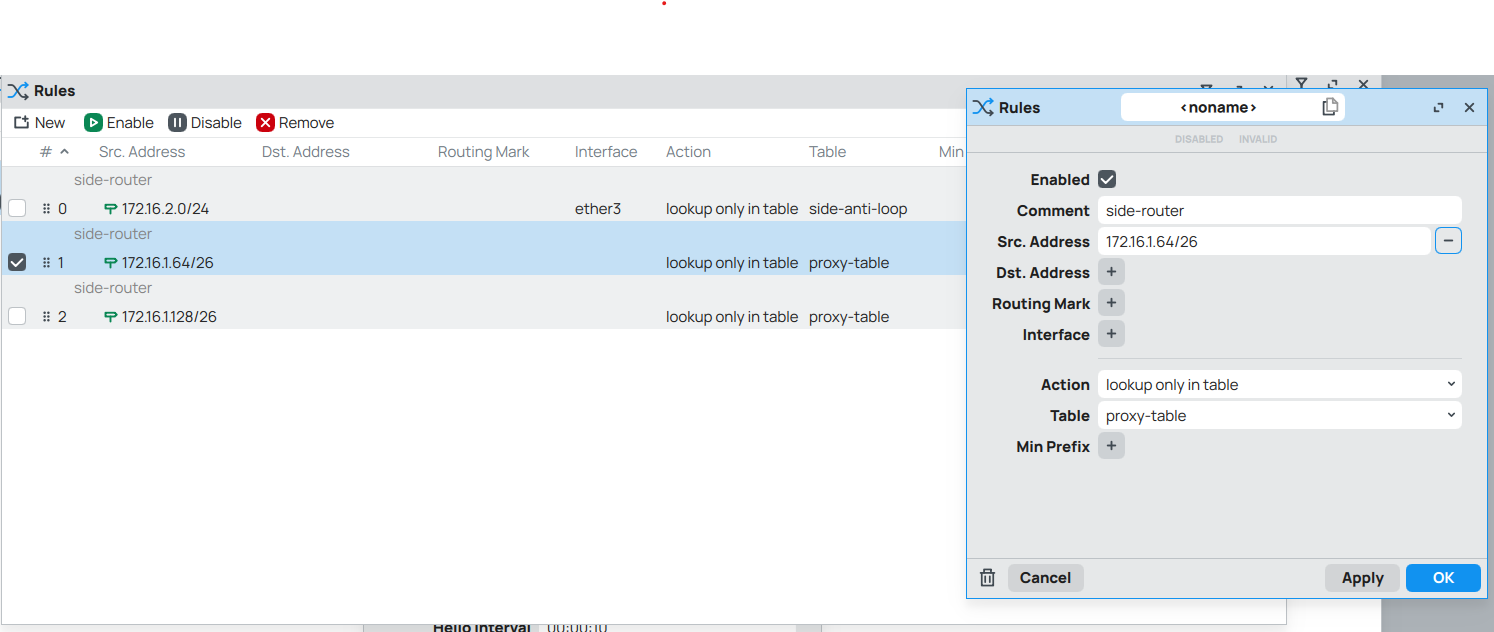 Rules
New Enable Disable Remove
# Src. Address Dst. Address Routing Mark Interface Action Table Min
side-router
0 172.16.2.0/24 ether3 lookup only in table side-anti-loop
side-router
1 172.16.1.64/26 lookup only in table proxy-table
side-router
2 172.16.1.128/26 lookup only in table proxy-table
Rules <noname>
DISABLED INVALID
Enabled
Comment side-router
Src. Address 172.16.1.64/26
Dst. Address
Routing Mark
Interface
Action lookup only in table
Table proxy-table
Min Prefix
Cancel Apply OK
Hello Interval 00:00:10